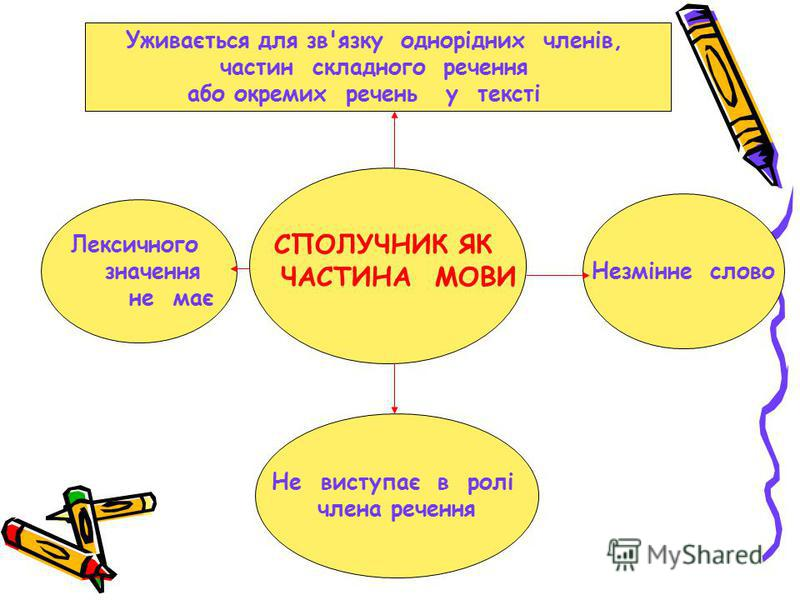 Уживається для зв'язку однорідних членів,
частин складного речення
або окремих речень у тексті
СПОЛУЧНИК ЯК
ЧАСТИНА МОВИ
Лексичного
значення
не має
Незмінне слово
Не виступає в ролі
члена речення
MyShared